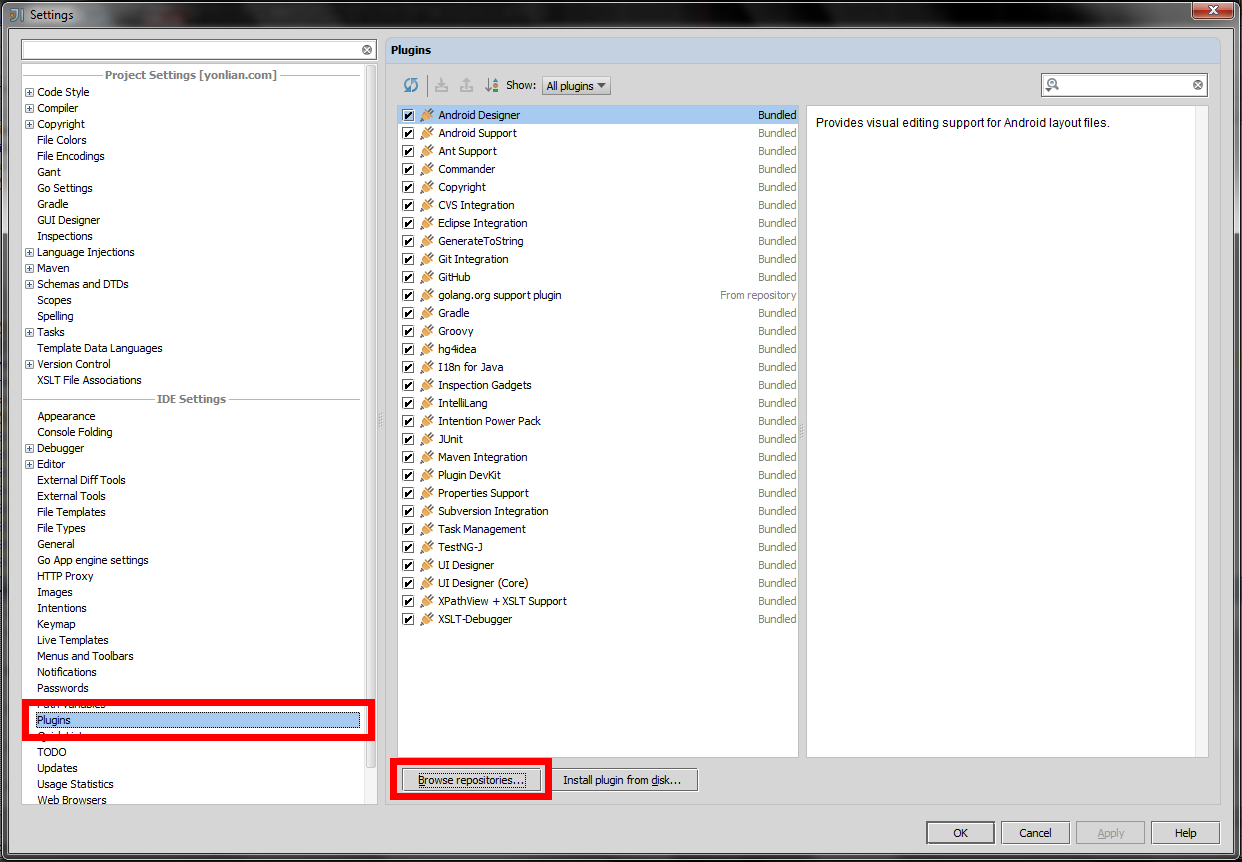 Settings
Project Settings [yonlian.com]
Code Style
Compiler
Copyright
File Colors
File Encodings
Gant
Go Settings
Gradle
GUI Designer
Inspections
Language Injections
Maven
Schemas and DTDs
Scopes
Spelling
Tasks
Template Data Languages
Version Control
XSLT File Associations
IDE Settings
Appearance
Console Folding
Debugger
Editor
External Diff Tools
External Tools
File Templates
File Types
General
Go App engine settings
HTTP Proxy
Images
Intentions
Keymap
Live Templates
Menus and Toolbars
Notifications
Passwords
Path Variables
Plugins
TODO
Updates
Usage Statistics
Web Browsers
Plugins
Show: All plugins
Android Designer Bundled
Android Support Bundled
Ant Support Bundled
Commander Bundled
Copyright Bundled
CVS Integration Bundled
Eclipse Integration Bundled
GenerateToString Bundled
Git Integration Bundled
GitHub Bundled
golang.org support plugin From repository
Gradle Bundled
Groovy Bundled
hg4idea Bundled
I18n for Java Bundled
Inspection Gadgets Bundled
IntelliLang Bundled
Intention Power Pack Bundled
JUnit Bundled
Maven Integration Bundled
Plugin DevKit Bundled
Properties Support Bundled
Subversion Integration Bundled
Task Management Bundled
TestNG-J Bundled
UI Designer Bundled
UI Designer (Core) Bundled
XPathView + XSLT Support Bundled
XSLT-Debugger Bundled
Provides visual editing support for Android layout files.
Browse repositories... Install plugin from disk...
OK Cancel Apply Help